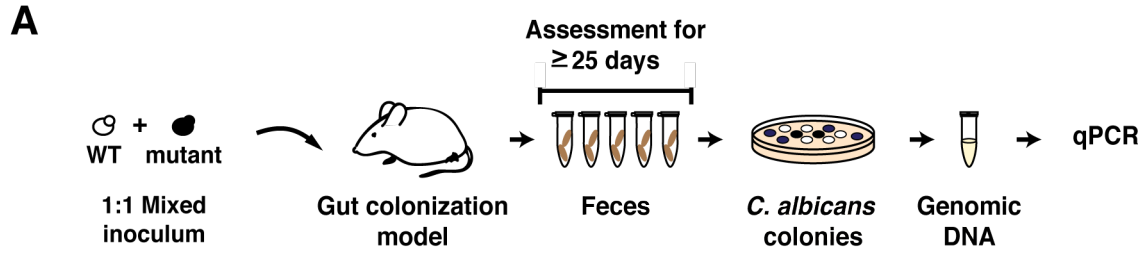 A
Assessment for
≥ 25 days
WT + mutant
1:1 Mixed
inoculum
Gut colonization
model
Feces
C. albicans
colonies
Genomic
DNA
qPCR